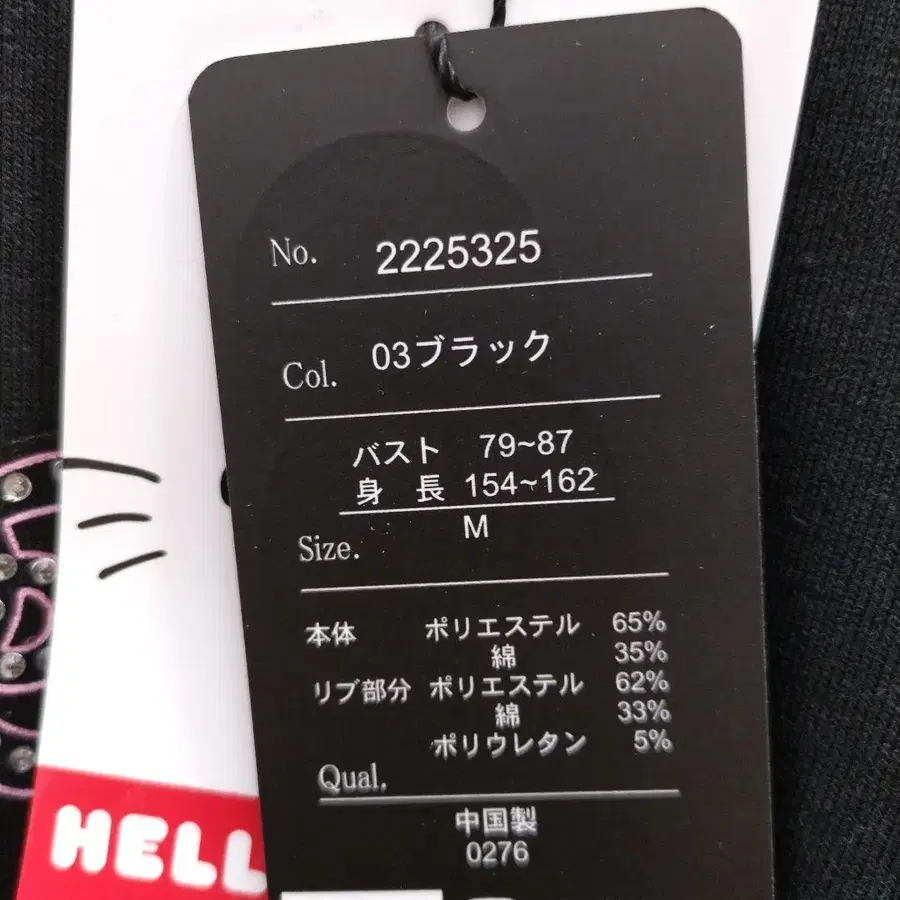 No. 2225325
Col. 03ブラック
バスト 79~87
身 長 154~162
M
Size.
本体 ポリエステル 65%
綿 35%
リブ部分 ポリエステル 62%
綿 33%
ポリウレタン 5%
Qual.
中国製
0276
HELL